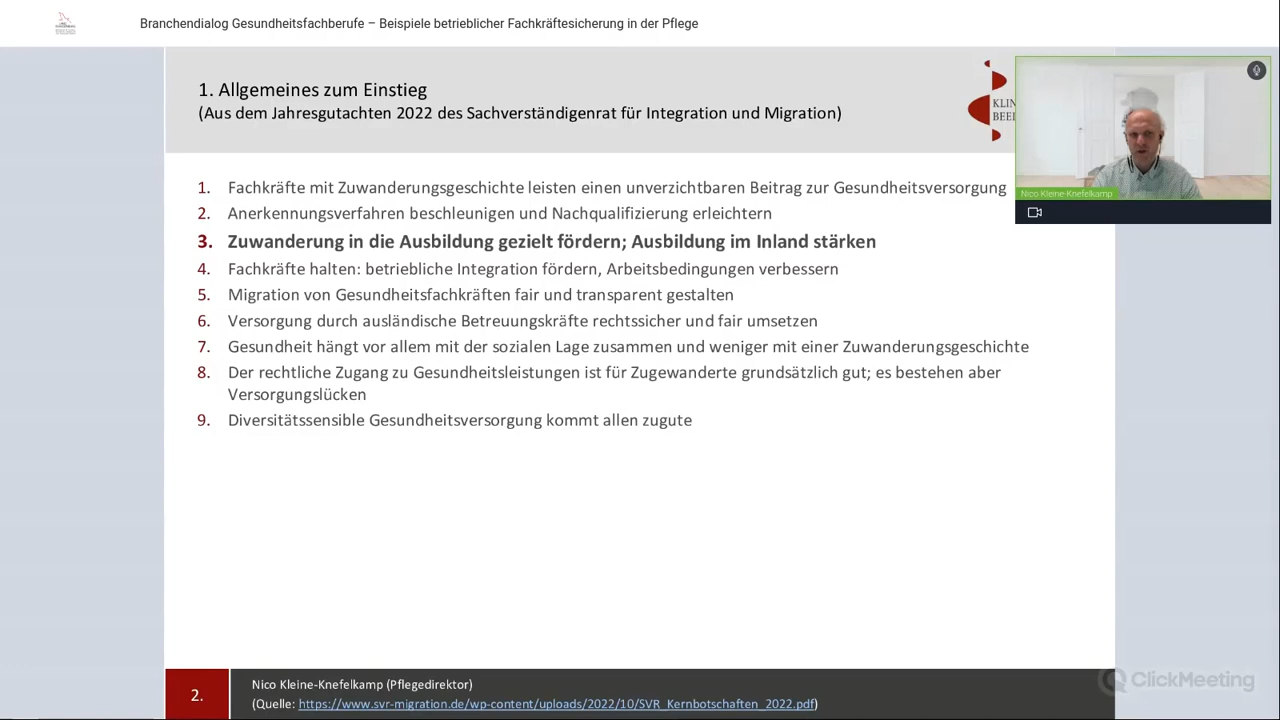 Branchendialog Gesundheitsfachberufe – Beispiele betrieblicher Fachkräftesicherung in der Pflege
1. Allgemeines zum Einstieg
(Aus dem Jahresgutachten 2022 des Sachverständigenrat für Integration und Migration)
KLIN
BEEL
Nico Kleine-Knefelkamp
1. Fachkräfte mit Zuwanderungsgeschichte leisten einen unverzichtbaren Beitrag zur Gesundheitsversorgung
2. Anerkennungsverfahren beschleunigen und Nachqualifizierung erleichtern
3. Zuwanderung in die Ausbildung gezielt fördern; Ausbildung im Inland stärken
4. Fachkräfte halten: betriebliche Integration fördern, Arbeitsbedingungen verbessern
5. Migration von Gesundheitsfachkräften fair und transparent gestalten
6. Versorgung durch ausländische Betreuungskräfte rechtssicher und fair umsetzen
7. Gesundheit hängt vor allem mit der sozialen Lage zusammen und weniger mit einer Zuwanderungsgeschichte
8. Der rechtliche Zugang zu Gesundheitsleistungen ist für Zugewanderte grundsätzlich gut; es bestehen aber
Versorgungslücken
9. Diversitätssensible Gesundheitsversorgung kommt allen zugute
2.
Nico Kleine-Knefelkamp (Pflegedirektor)
(Quelle: https://www.svr-migration.de/wp-content/uploads/2022/10/SVR_Kernbotschaften_2022.pdf)
ClickMeeting